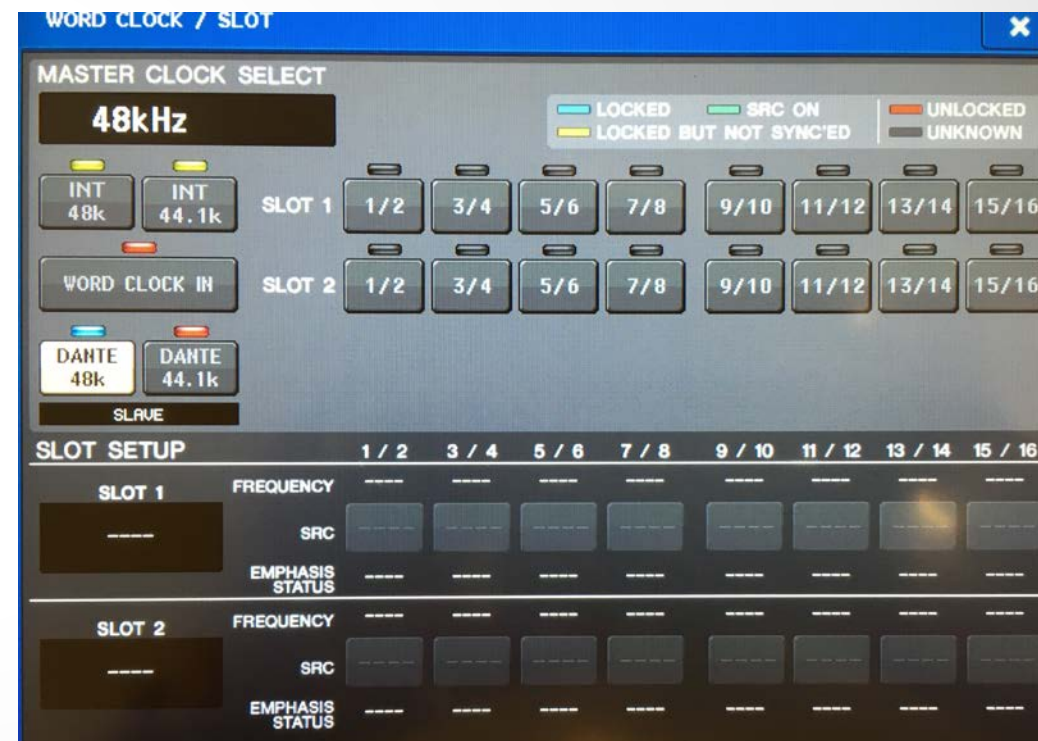 WORD CLOCK / SLOT
×
MASTER CLOCK SELECT
48kHz
LOCKED
SRC ON
UNLOCKED
LOCKED BUT NOT SYNC'ED
UNKNOWN
INT
48k
INT
44.1k
SLOT 1
1/2
3/4
5/6
7/8
9/10
11/12
13/14
15/16
WORD CLOCK IN
SLOT 2
1/2
3/4
5/6
7/8
9/10
11/12
13/14
15/16
DANTE
48k
DANTE
44.1k
SLAVE
SLOT SETUP
1 / 2
3 / 4
5 / 6
7 / 8
9 / 10
11 / 12
13 / 14
15 / 16
SLOT 1
----
FREQUENCY ---- ---- ---- ---- ---- ---- ---- ----
SRC ---- ---- ---- ---- ---- ---- ---- ----
EMPHASIS
STATUS ---- ---- ---- ---- ---- ---- ---- ----
SLOT 2
----
FREQUENCY ---- ---- ---- ---- ---- ---- ---- ----
SRC ---- ---- ---- ---- ---- ---- ---- ----
EMPHASIS
STATUS ---- ---- ---- ---- ---- ---- ---- ----